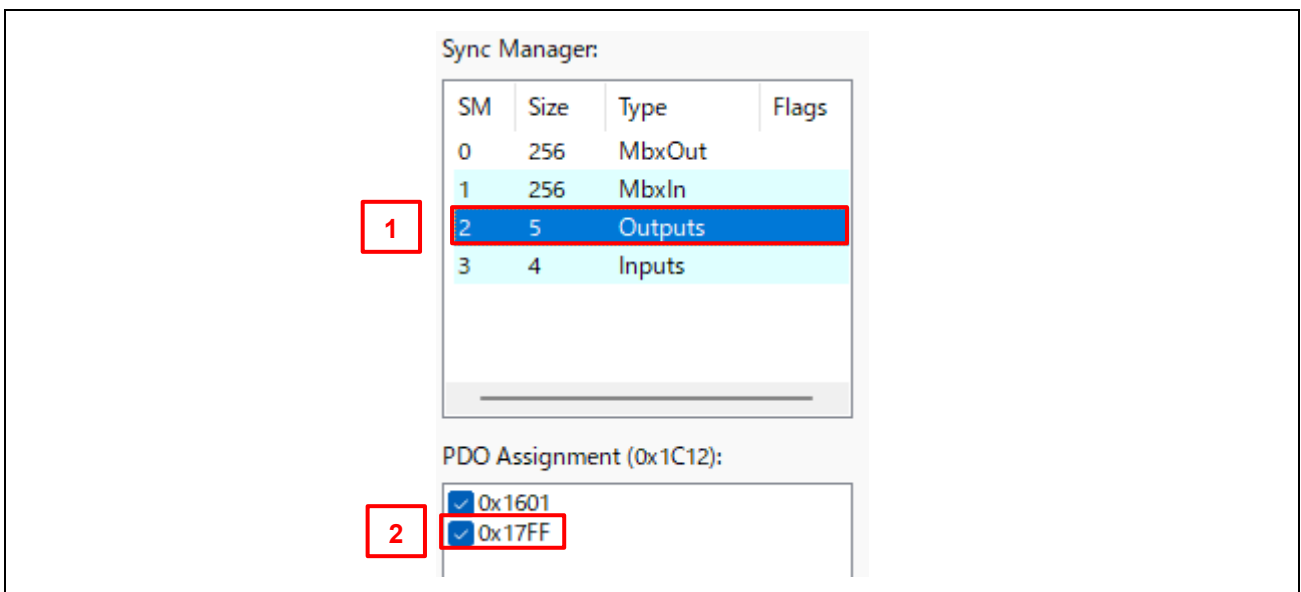 Sync Manager:
SM Size Type Flags
0 256 MbxOut
1 256 MbxIn
1 2 5 Outputs
3 4 Inputs
PDO Assignment (0x1C12):
0x1601
2 0x17FF